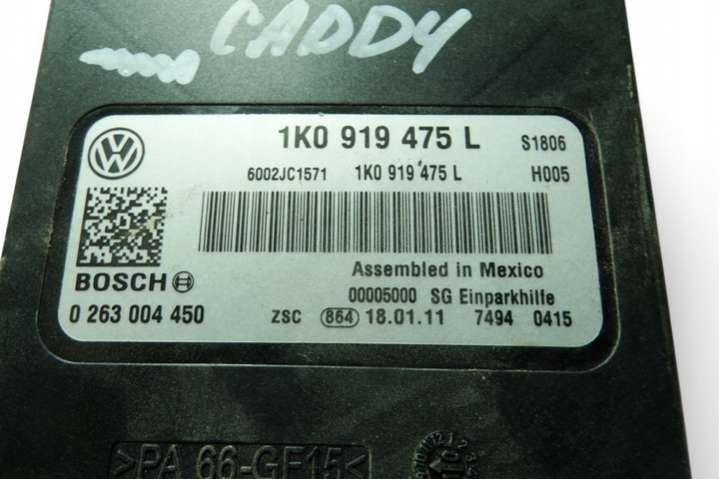 CADDY
1K0 919 475 L S1806
6002JC1571 1K0 919 475 L H005
BOSCH
Assembled in Mexico
00005000 SG Einparkhilfe
0 263 004 450 ZSC 864 18.01.11 7494 0415
>PA 66-GF15<